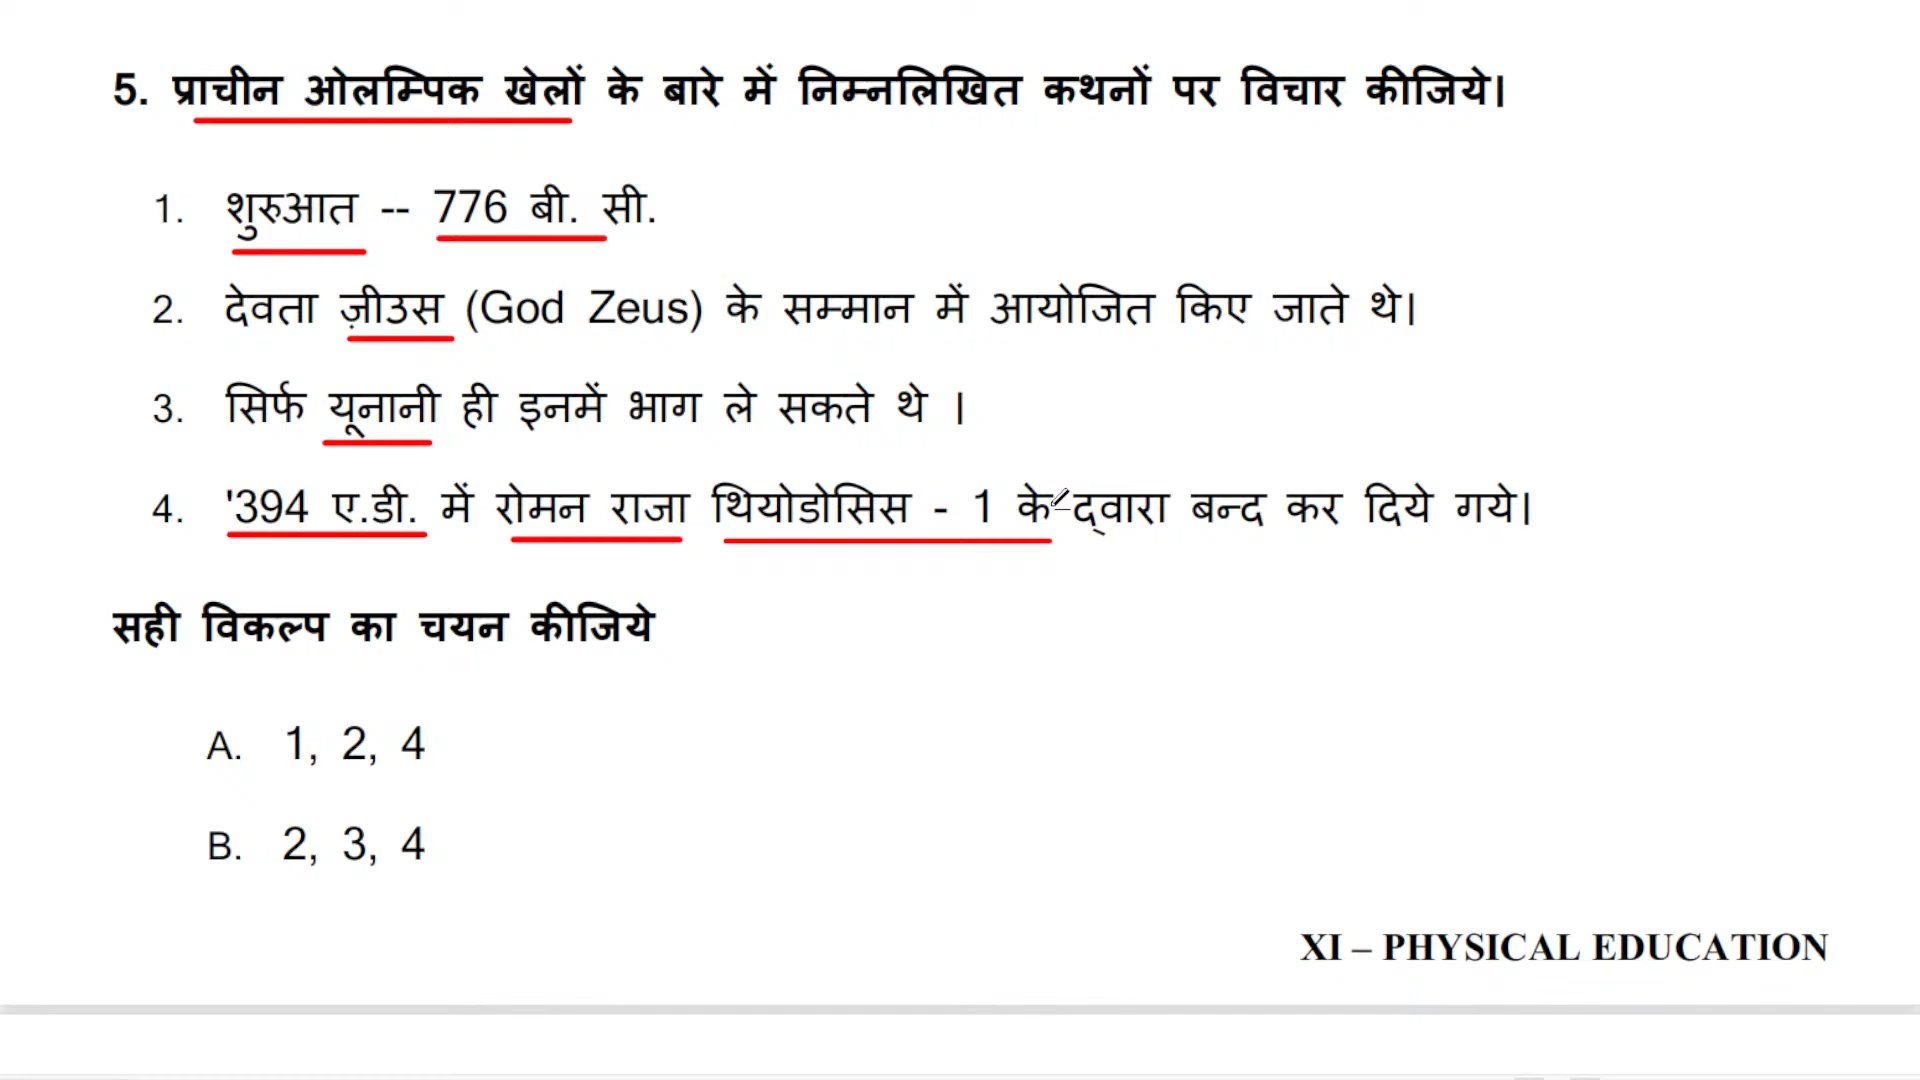 5. प्राचीन ओलम्पिक खेलों के बारे में निम्नलिखित कथनों पर विचार कीजिये।
1. शुरुआत -- 776 बी. सी.
2. देवता ज़ीउस (God Zeus) के सम्मान में आयोजित किए जाते थे।
3. सिर्फ यूनानी ही इनमें भाग ले सकते थे ।
4. '394 ए.डी. में रोमन राजा थियोडोसिस - 1 के द्वारा बन्द कर दिये गये।
सही विकल्प का चयन कीजिये
A. 1, 2, 4
B. 2, 3, 4
XI – PHYSICAL EDUCATION